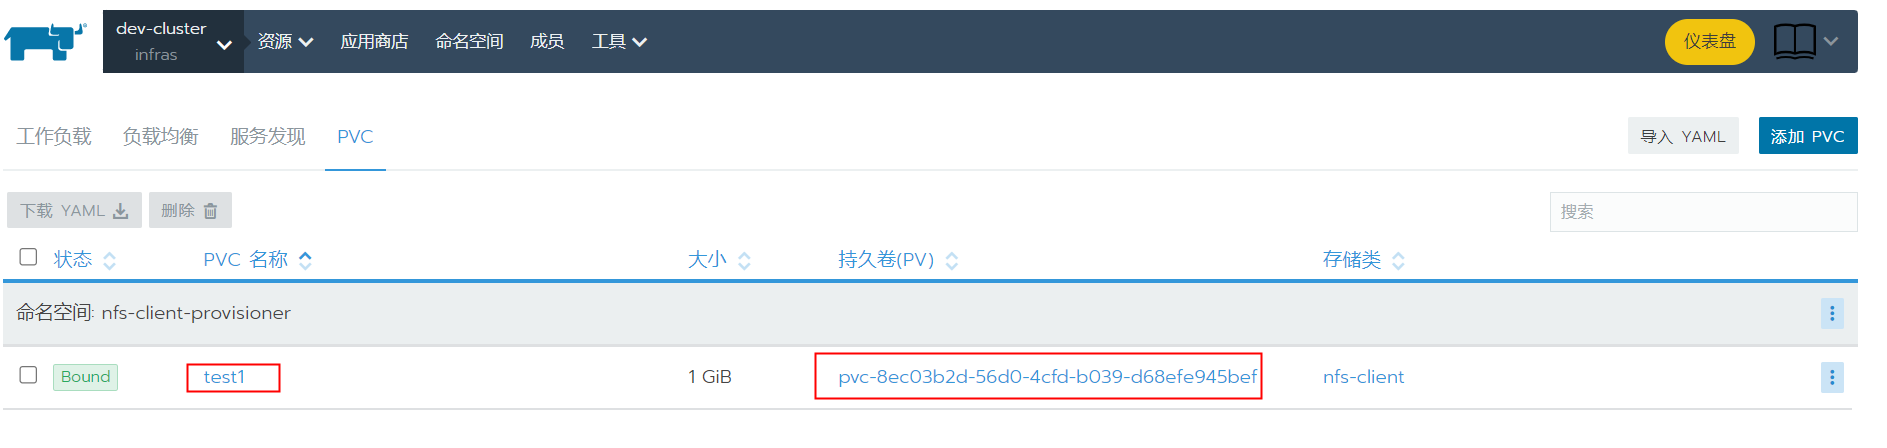 dev-cluster
infras
资源 应用商店 命名空间 成员 工具 仪表盘
工作负载 负载均衡 服务发现 PVC 导入 YAML 添加 PVC
下载 YAML 删除 搜索
状态 PVC 名称 大小 持久卷(PV) 存储类
命名空间: nfs-client-provisioner
Bound test1 1 GiB pvc-8ec03b2d-56d0-4cfd-b039-d68efe945bef nfs-client